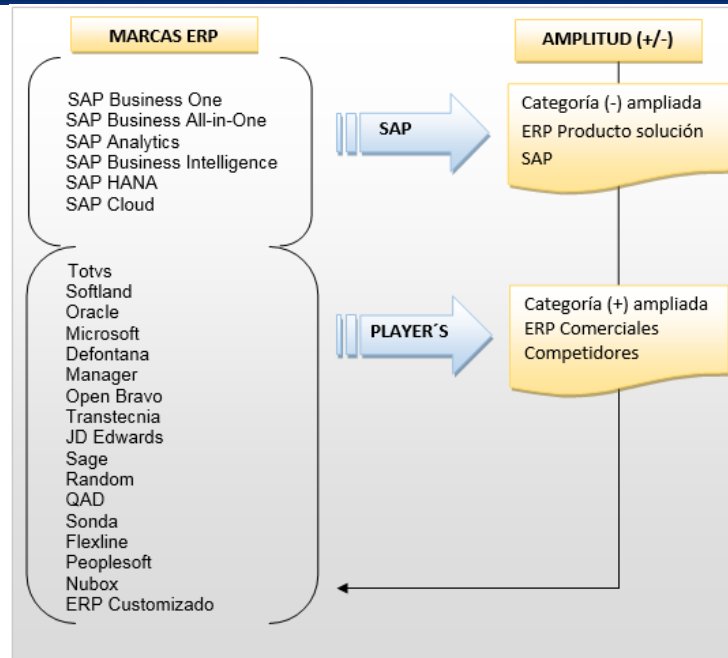 MARCAS ERP
AMPLITUD (+/-)
SAP Business One
SAP Business All-in-One
SAP Analytics
SAP Business Intelligence
SAP HANA
SAP Cloud
SAP
Categoría (-) ampliada
ERP Producto solución
SAP
Totvs
Softland
Oracle
Microsoft
Defontana
Manager
Open Bravo
Transtecnia
JD Edwards
Sage
Random
QAD
Sonda
Flexline
Peoplesoft
Nubox
ERP Customizado
PLAYER´S
Categoría (+) ampliada
ERP Comerciales
Competidores